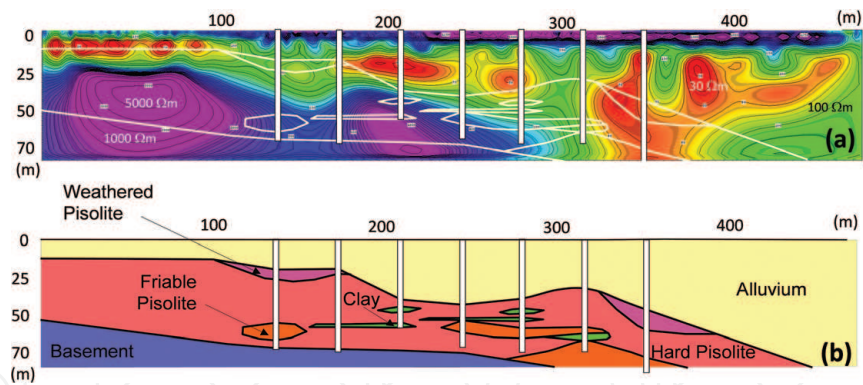 100 200 300 400 (m)
0
25
50
70
(m)
5000 Ωm
1000 Ωm
30 Ωm
100 Ωm
(a)
Weathered
Pisolite
100 200 300 400 (m)
0
25
50
70
(m)
Friable
Pisolite
Clay
Alluvium
Basement
Hard Pisolite
(b)